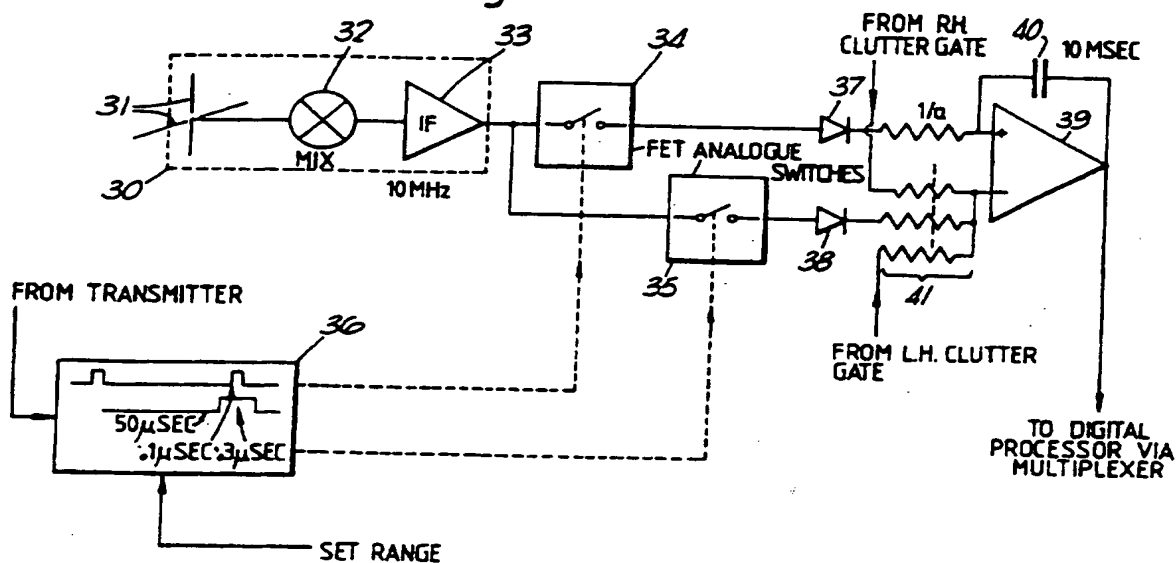 32
33
34
FROM RH.
CLUTTER GATE
40
10 MSEC
31
37
1/a
39
IF
MIX
30
10MHz
FET ANALOGUE
SWITCHES
38
35
41
FROM TRANSMITTER
36
FROM L.H. CLUTTER
GATE
50µSEC
.1µSEC .3µSEC
TO DIGITAL
PROCESSOR VIA
MULTIPLEXER
SET RANGE